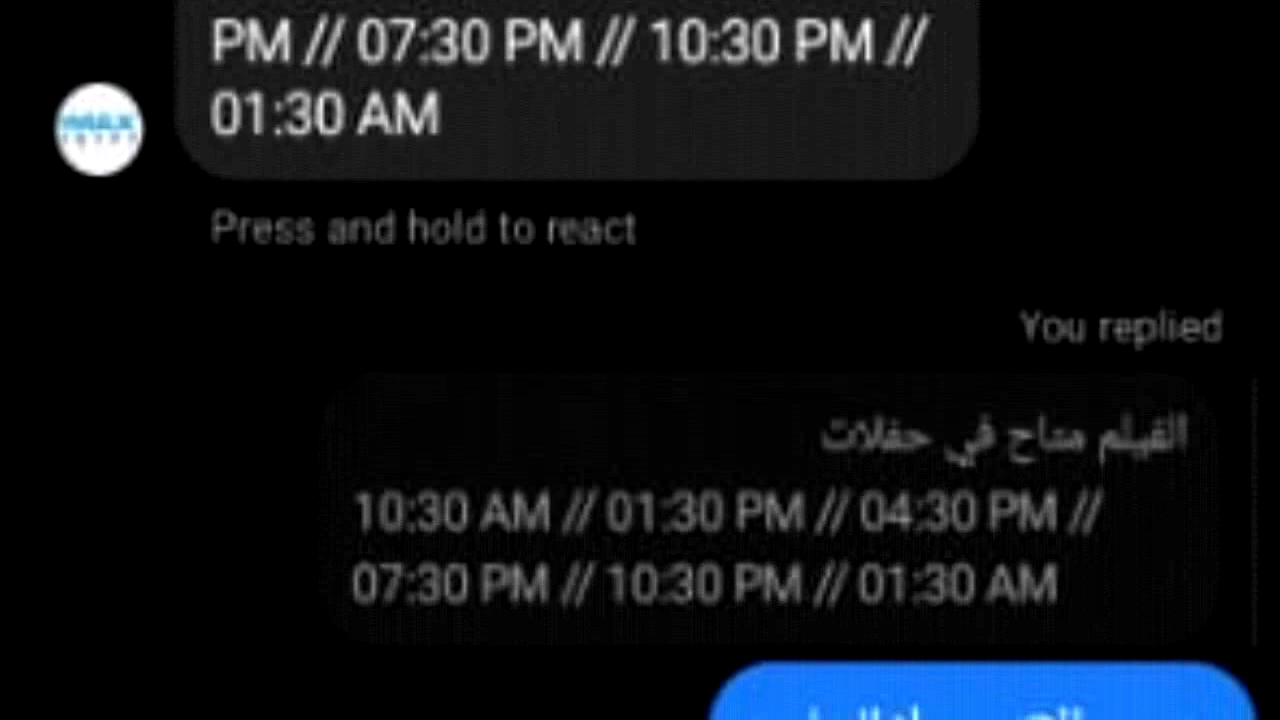 PM // 07:30 PM // 10:30 PM //
01:30 AM
Press and hold to react
You replied
الفيلم متاح في حفلات
10:30 AM // 01:30 PM // 04:30 PM //
07:30 PM // 10:30 PM // 01:30 AM